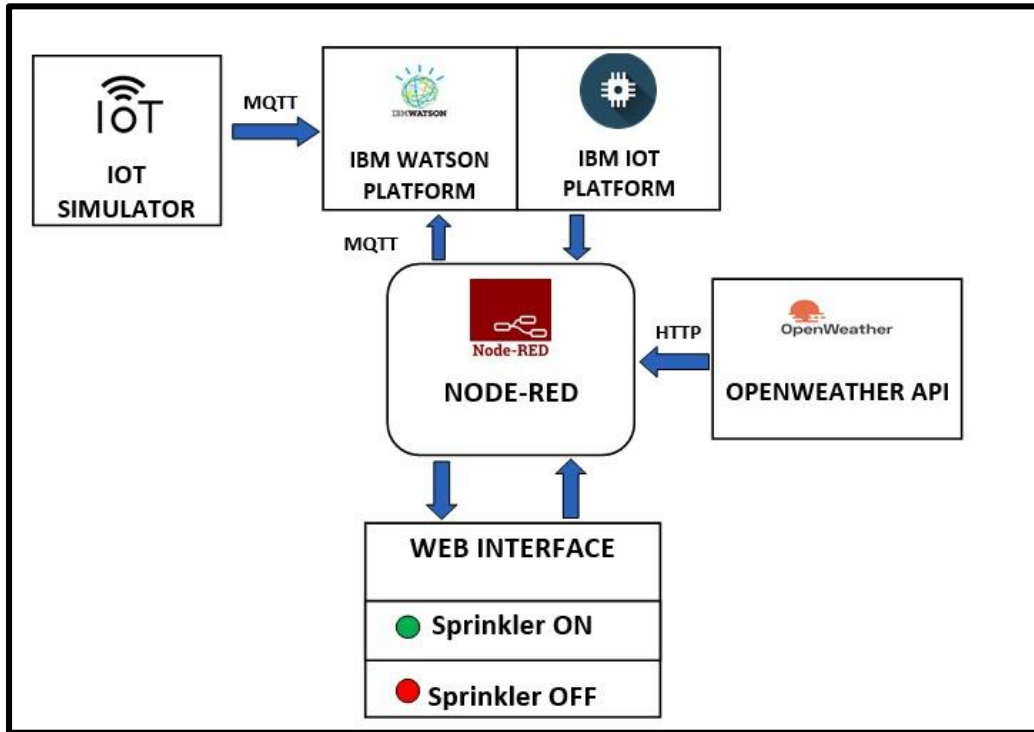 IoT
IOT
SIMULATOR
MQTT
IBM WATSON
IBM WATSON
PLATFORM
IBM IOT
PLATFORM
MQTT
Node-RED
NODE-RED
HTTP
OpenWeather
OPENWEATHER API
WEB INTERFACE
Sprinkler ON
Sprinkler OFF